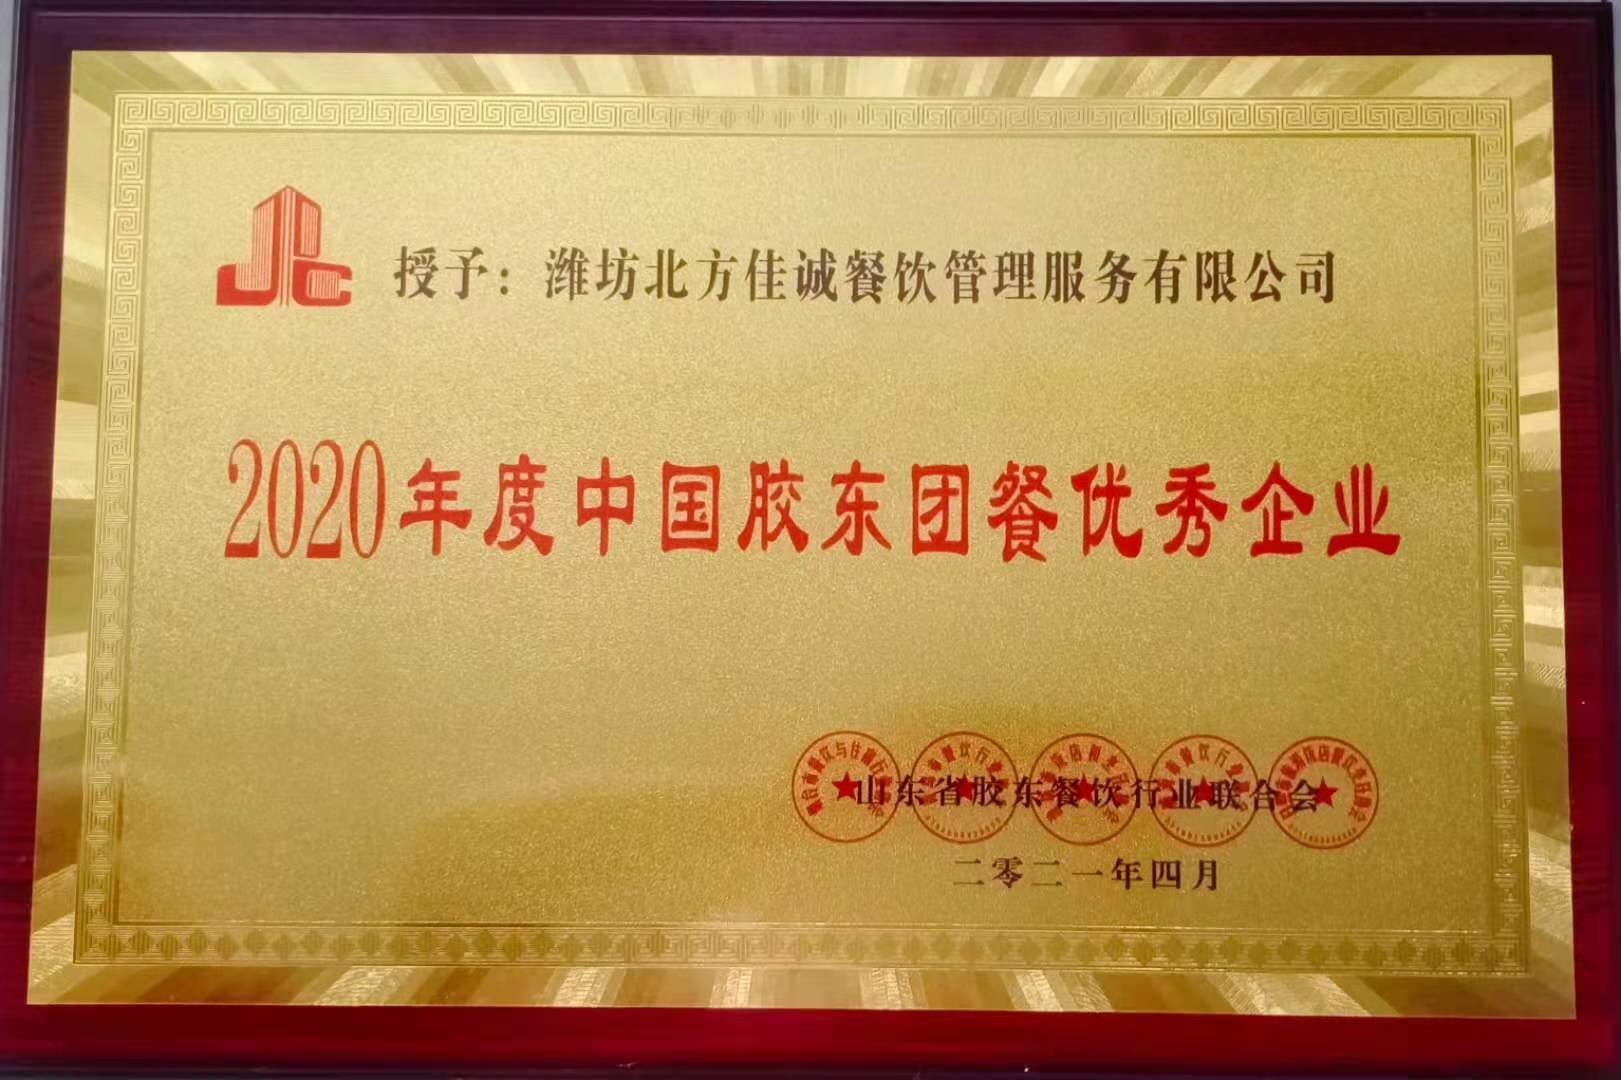 JC
授予：潍坊北方佳诚餐饮管理服务有限公司
2020年度中国胶东团餐优秀企业
山东省胶东餐饮行业联合会
二零二一年四月